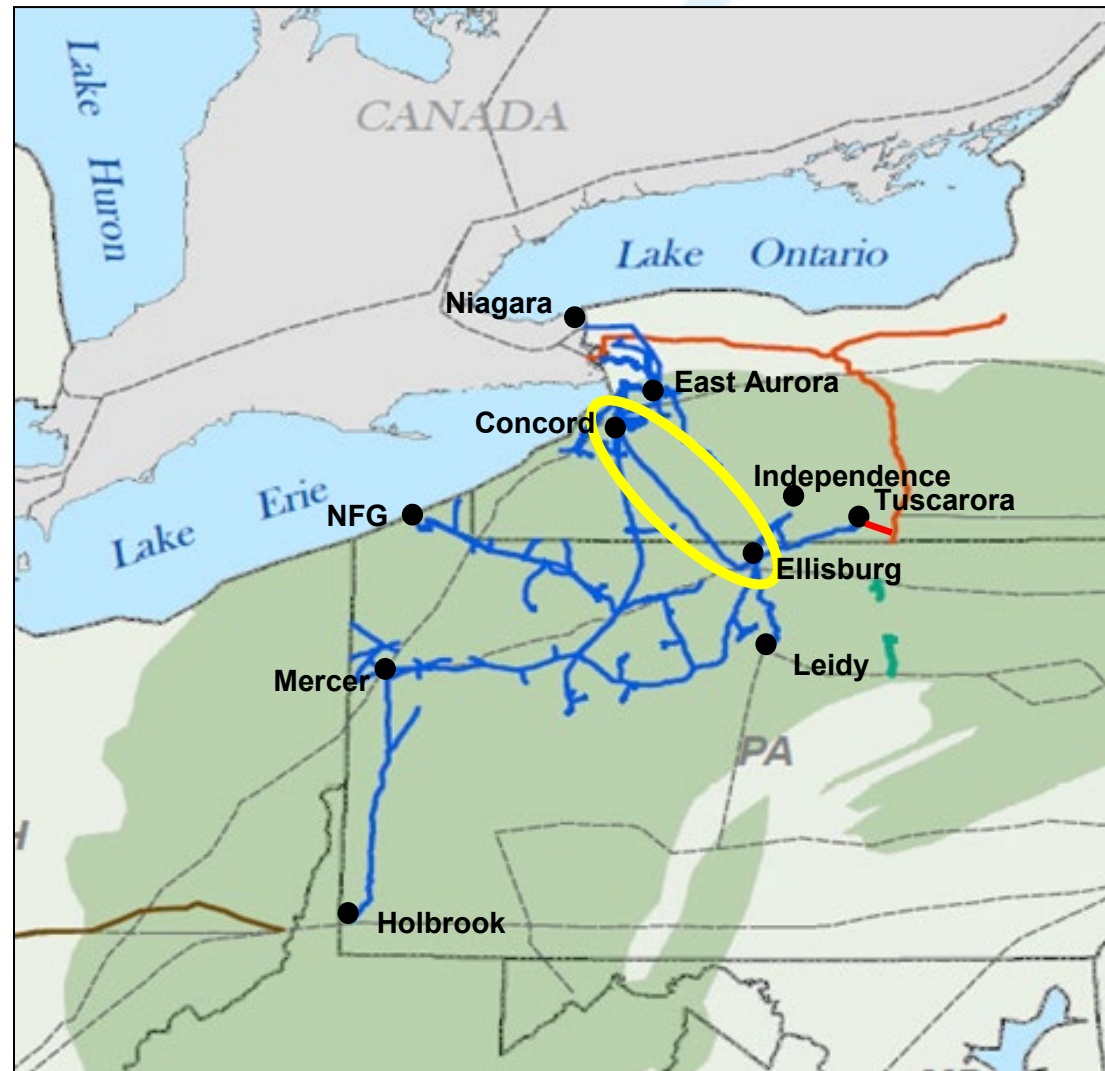 Lake Huron
CANADA
Lake Ontario
Niagara
East Aurora
Concord
Independence
Tuscarora
Lake Erie
NFG
Ellisburg
Leidy
Mercer
PA
H
Holbrook